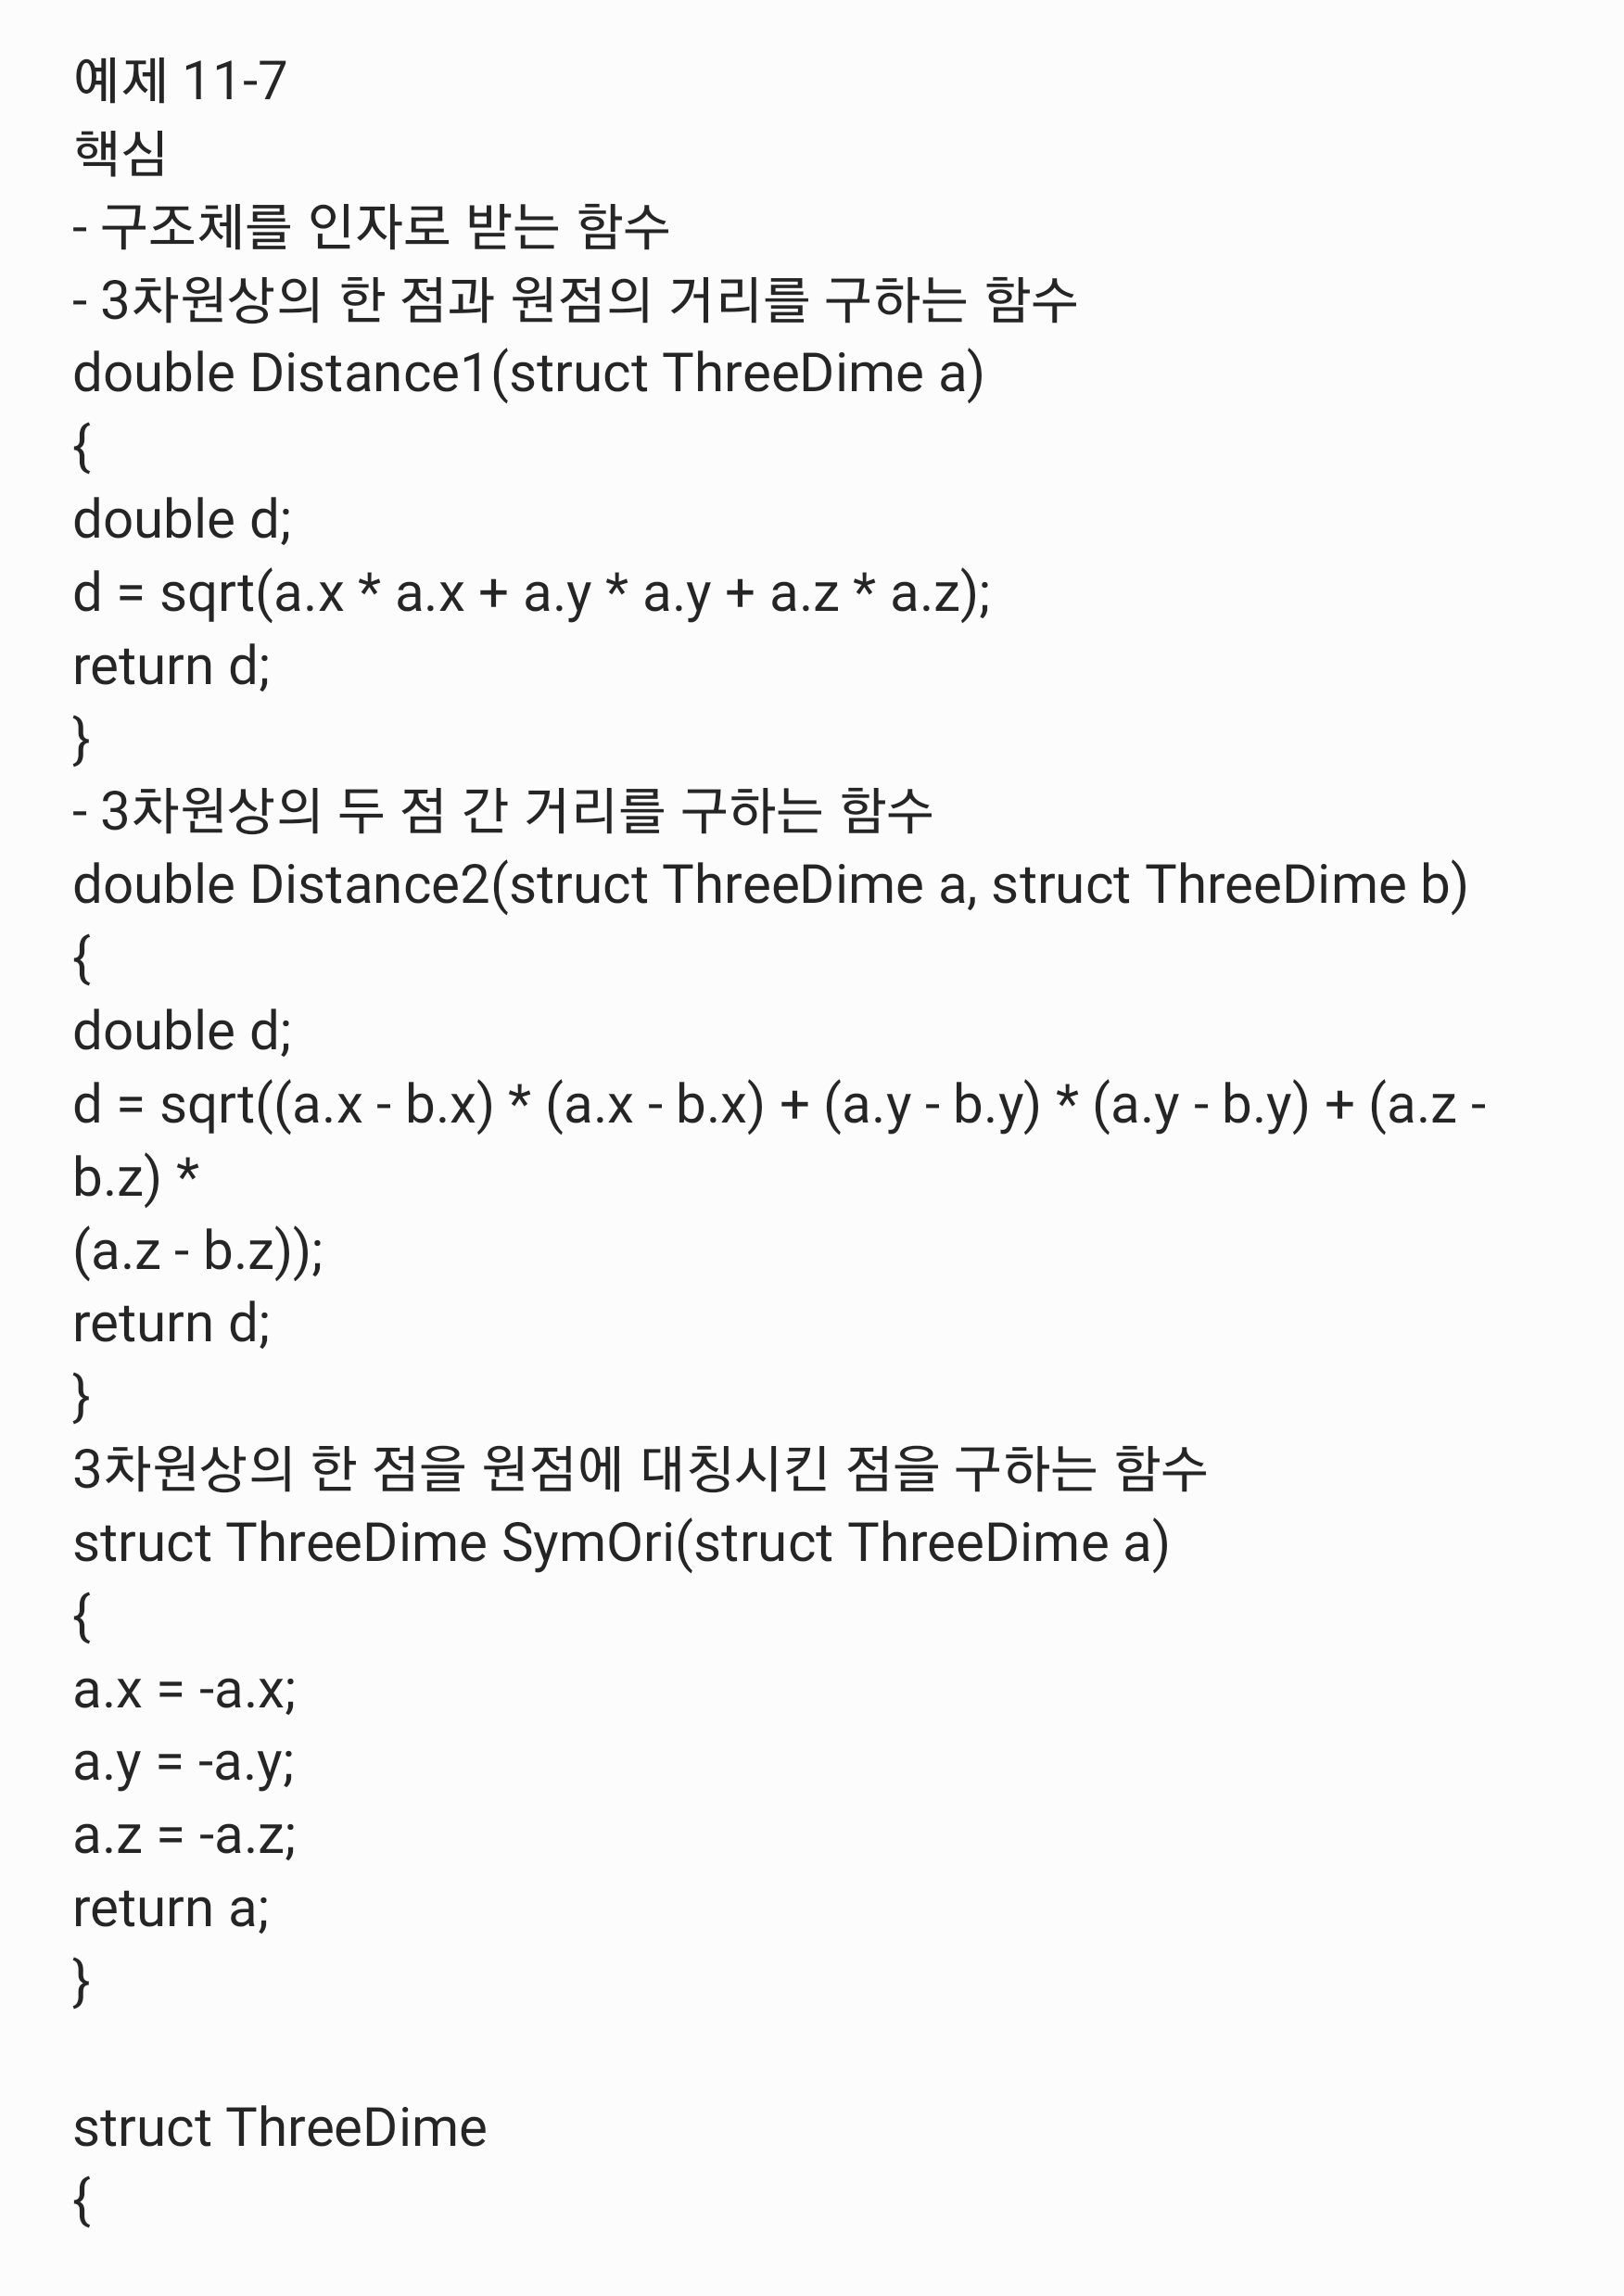 예제 11-7
핵심
- 구조체를 인자로 받는 함수
- 3차원상의 한 점과 원점의 거리를 구하는 함수
double Distance1(struct ThreeDime a)
{
double d;
d = sqrt(a.x * a.x + a.y * a.y + a.z * a.z);
return d;
}
- 3차원상의 두 점 간 거리를 구하는 함수
double Distance2(struct ThreeDime a, struct ThreeDime b)
{
double d;
d = sqrt((a.x - b.x) * (a.x - b.x) + (a.y - b.y) * (a.y - b.y) + (a.z -
b.z) *
(a.z - b.z));
return d;
}
3차원상의 한 점을 원점에 대칭시킨 점을 구하는 함수
struct ThreeDime SymOri(struct ThreeDime a)
{
a.x = -a.x;
a.y = -a.y;
a.z = -a.z;
return a;
}
struct ThreeDime
{